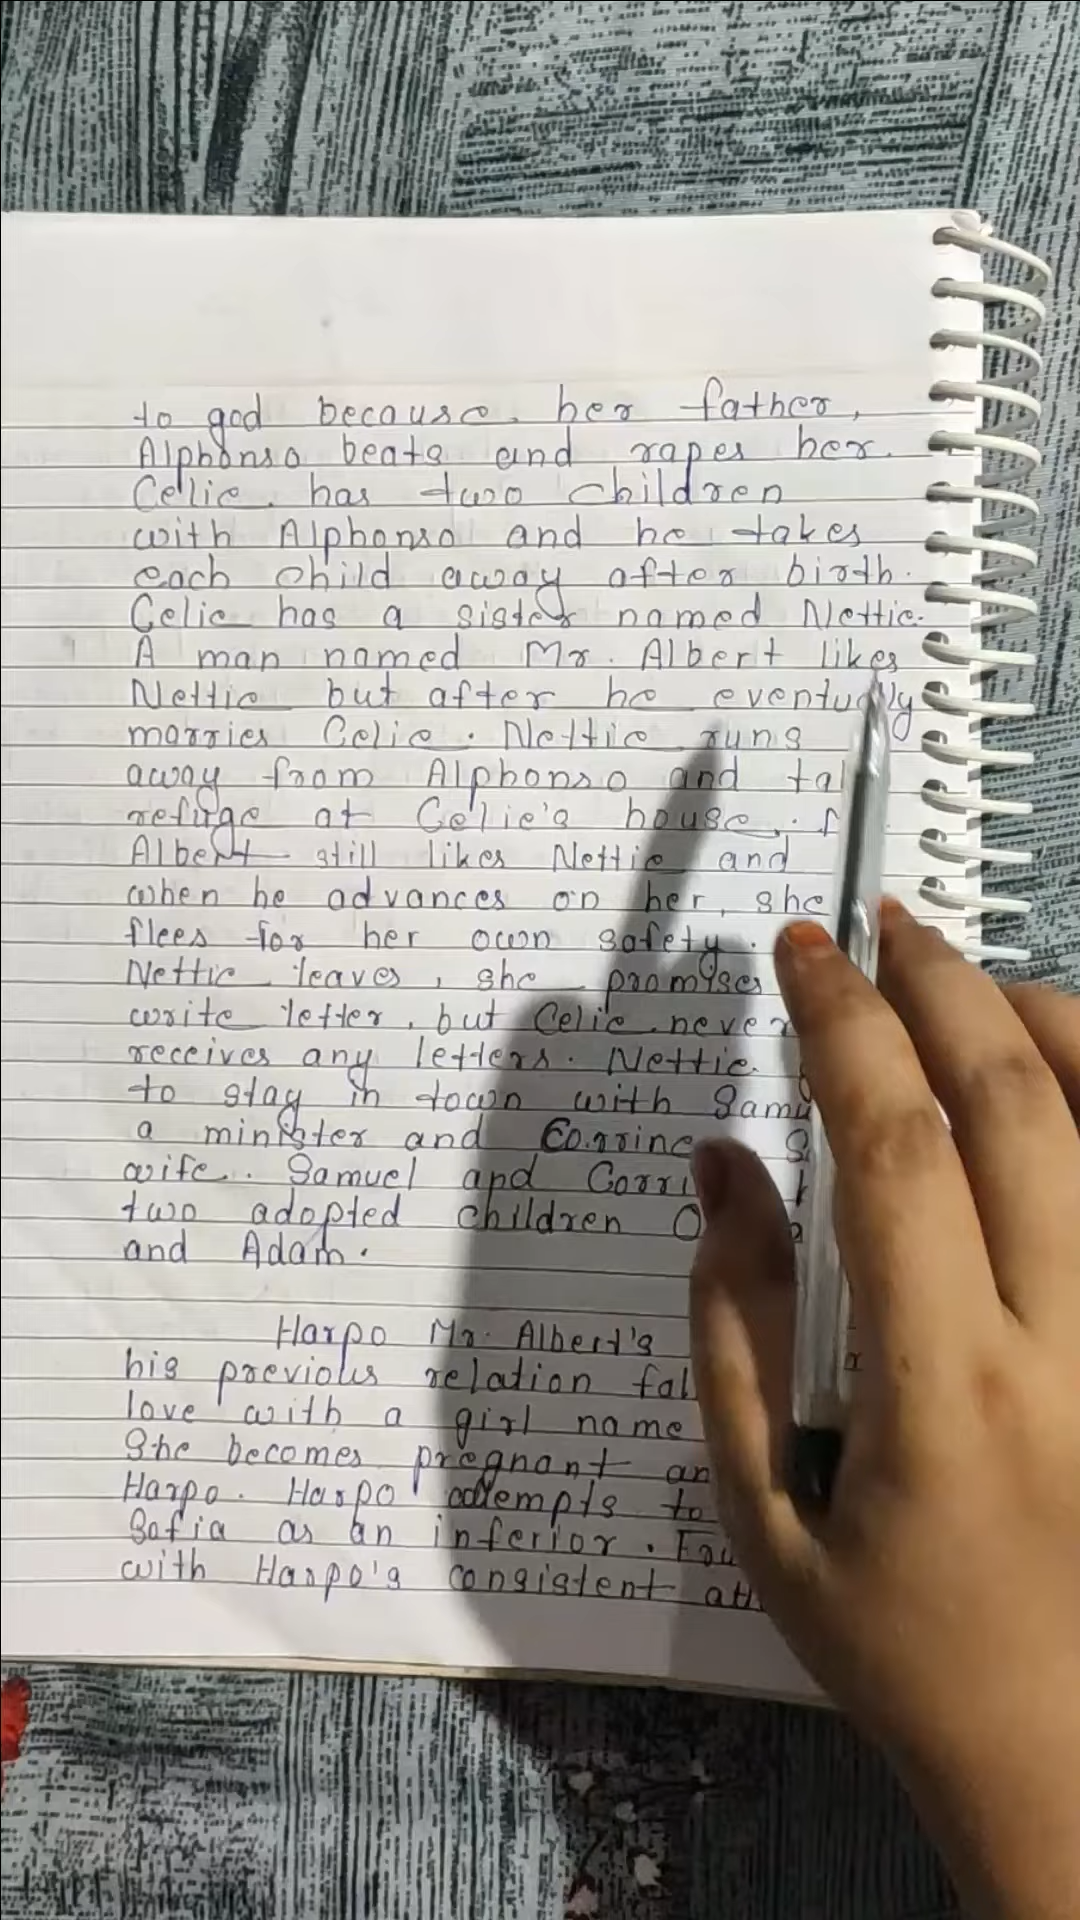 to god because her father,
Alphonso beats and rapes her.
Celie has two children
with Alphonso and he takes
each child away after birth.
Celie has a sister named Nettie.
A man named Mr. Albert likes
Nettie but after he eventually
marries Celie. Nettie runs
away from Alphonso and
refuge at Celie's house.
Albert still likes Nettie and
when he advances on her, she
flees for her own safety.
Nettie leaves, she promises
write letter, but Celie never
receives any letters. Nettie
to stay in town with
a minister and Corrine
wife. Samuel and
two adopted children
and Adam.
Harpo Mr. Albert's
his previous relation
love with a girl name
She becomes pregnant
Harpo. Harpo attempts to
Sofia as an inferior.
with Harpo's consistent